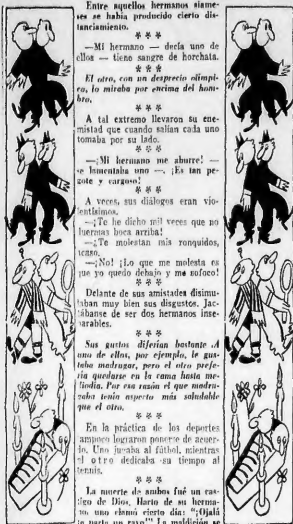 Entre aquellos hermanos siame-
ses se había producido cierto dis-
tanciamiento.
* * *
—Mi hermano — decía uno de
ellos — tiene sangre de horchata.
* * *
El otro, con un desprecio olímpi-
co, lo miraba por encima del hom-
bro.
* * *
A tal extremo llevaron su ene-
mistad que cuando salían cada uno
tomaba por su lado.
* * *
—¡Mi hermano me aburre! —
se lamentaba uno —. ¡Es tan pe-
gote y cargoso!
* * *
A veces, sus diálogos eran vio-
lentísimos.
—¡Te he dicho mil veces que no
duermas boca arriba!
—¿Te molestan mis ronquidos,
acaso?
—¡No! ¡Lo que me molesta es
que yo quedo debajo y me sofoco!
* * *
Delante de sus amistades disimu-
laban muy bien sus disgustos. Jac-
tábanse de ser dos hermanos inse-
parables.
* * *
Sus gustos diferían bastante. A
uno de ellos, por ejemplo, le gus-
taba madrugar, pero el otro prefe-
ría quedarse en la cama hasta me-
diodía. Por esa razón el que madru-
gaba tenía aspecto más saludable
que el otro.
* * *
En la práctica de los deportes
tampoco lograron ponerse de acuer-
do. Uno jugaba al fútbol, mientras
el otro dedicaba su tiempo al
tennis.
* * *
La muerte de ambos fué un cas-
tigo de Dios. Harto de su herma-
no, uno clamó cierto día: "¡Ojalá
te parta un rayo!" La maldición se